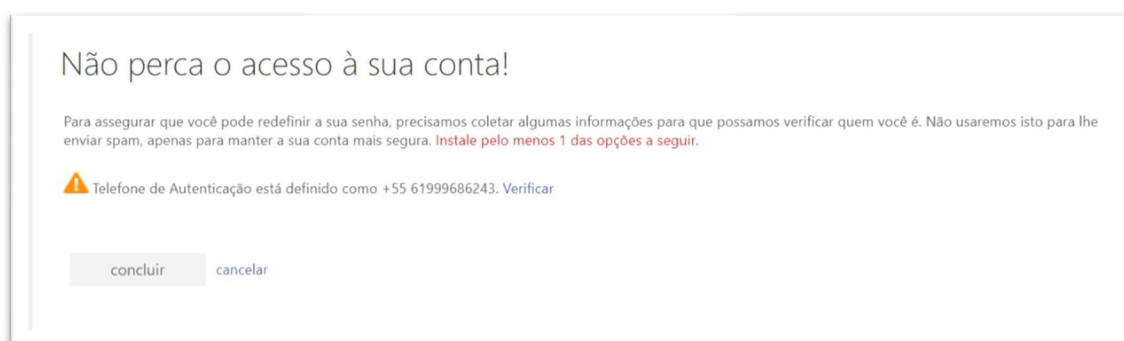 Não perca o acesso à sua conta!
Para assegurar que você pode redefinir a sua senha, precisamos coletar algumas informações para que possamos verificar quem você é. Não usaremos isto para lhe
enviar spam, apenas para manter a sua conta mais segura. Instale pelo menos 1 das opções a seguir.
Telefone de Autenticação está definido como +55 61999686243. Verificar
concluir cancelar